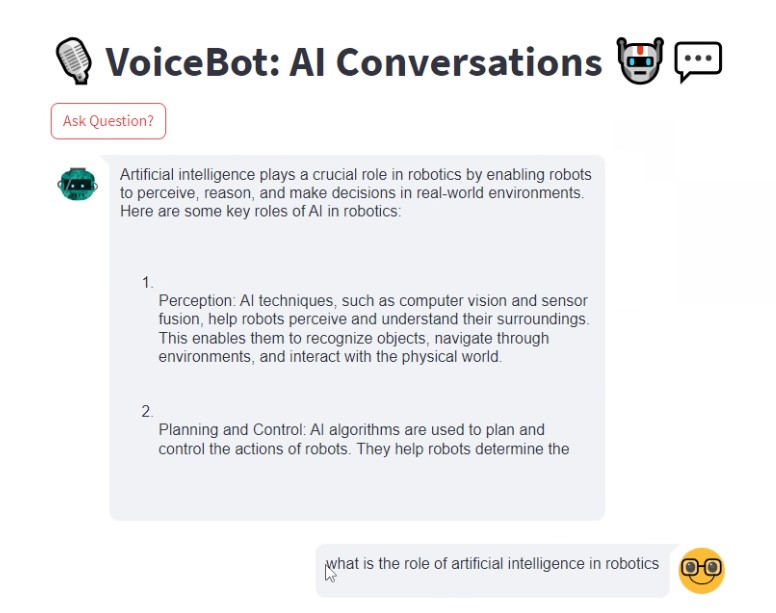 VoiceBot: AI Conversations
Ask Question?
Artificial intelligence plays a crucial role in robotics by enabling robots
to perceive, reason, and make decisions in real-world environments.
Here are some key roles of AI in robotics:
1.
Perception: AI techniques, such as computer vision and sensor
fusion, help robots perceive and understand their surroundings.
This enables them to recognize objects, navigate through
environments, and interact with the physical world.
2.
Planning and Control: AI algorithms are used to plan and
control the actions of robots. They help robots determine the
what is the role of artificial intelligence in robotics